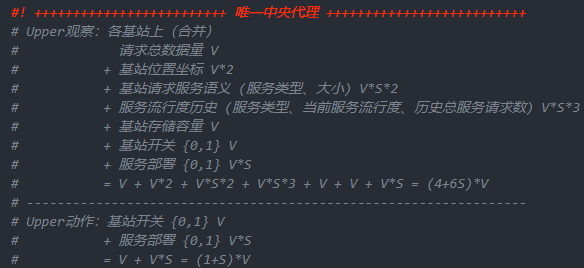 #! +++++++++++++++++++++++++ 唯一中央代理 ++++++++++++++++++++++++++
# Upper观察：各基站上（合并）
# 请求总数据量 V
# + 基站位置坐标 V*2
# + 基站请求服务语义 (服务类型、大小) V*S*2
# + 服务流行度历史 (服务类型、当前服务流行度、历史总服务请求数) V*S*3
# + 基站存储容量 V
# + 基站开关 {0,1} V
# + 服务部署 {0,1} V*S
# = V + V*2 + V*S*2 + V*S*3 + V + V + V*S = (4+6S)*V
# -----------------------------------------------------------------
# Upper动作：基站开关 {0,1} V
# + 服务部署 {0,1} V*S
# = V + V*S = (1+S)*V